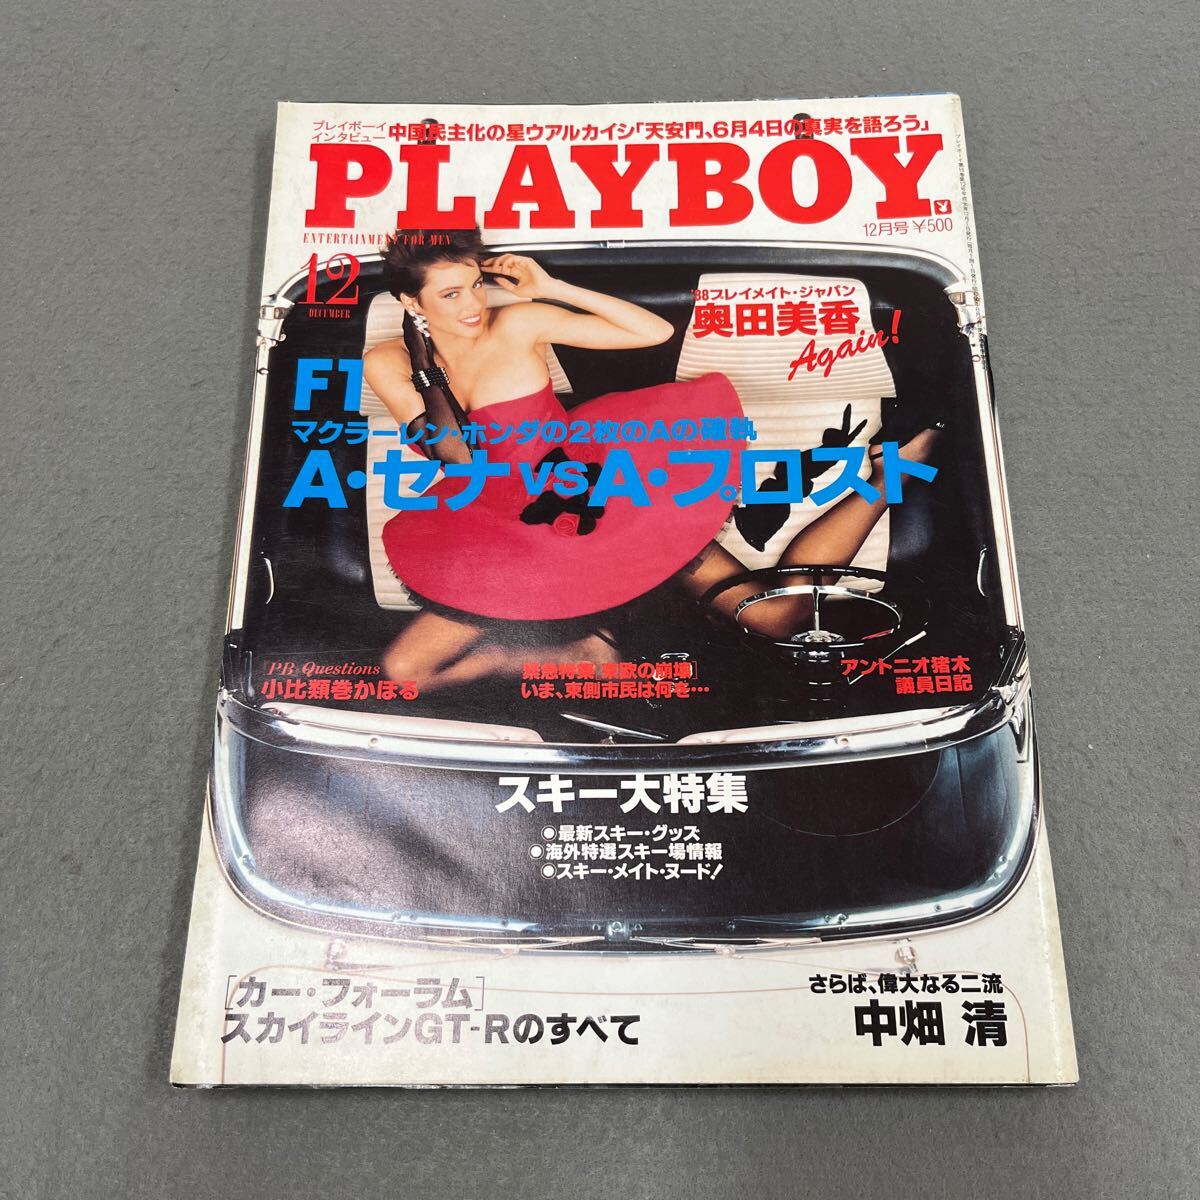 プレイボーイ
インタビュー
中国民主化の星ウアルカイシ「天安門、6月4日の真実を語ろう」
PLAYBOY
ENTERTAINMENT FOR MEN
12月号 ¥500
12
DECEMBER
'88プレイメイト・ジャパン
奥田美香
Again!
F1
マクラーレン・ホンダの2枚のAの確執
A・セナ vs A・プロスト
[PB Questions]
小比類巻かほる
緊急特集[東欧の崩壊]
いま、東側市民は何を…
アントニオ猪木
議員日記
スキー大特集
●最新スキー・グッズ
●海外特選スキー場情報
●スキー・メイト・ヌード!
[カー・フォーラム]
スカイラインGT-Rのすべて
さらば、偉大なる二流
中畑 清